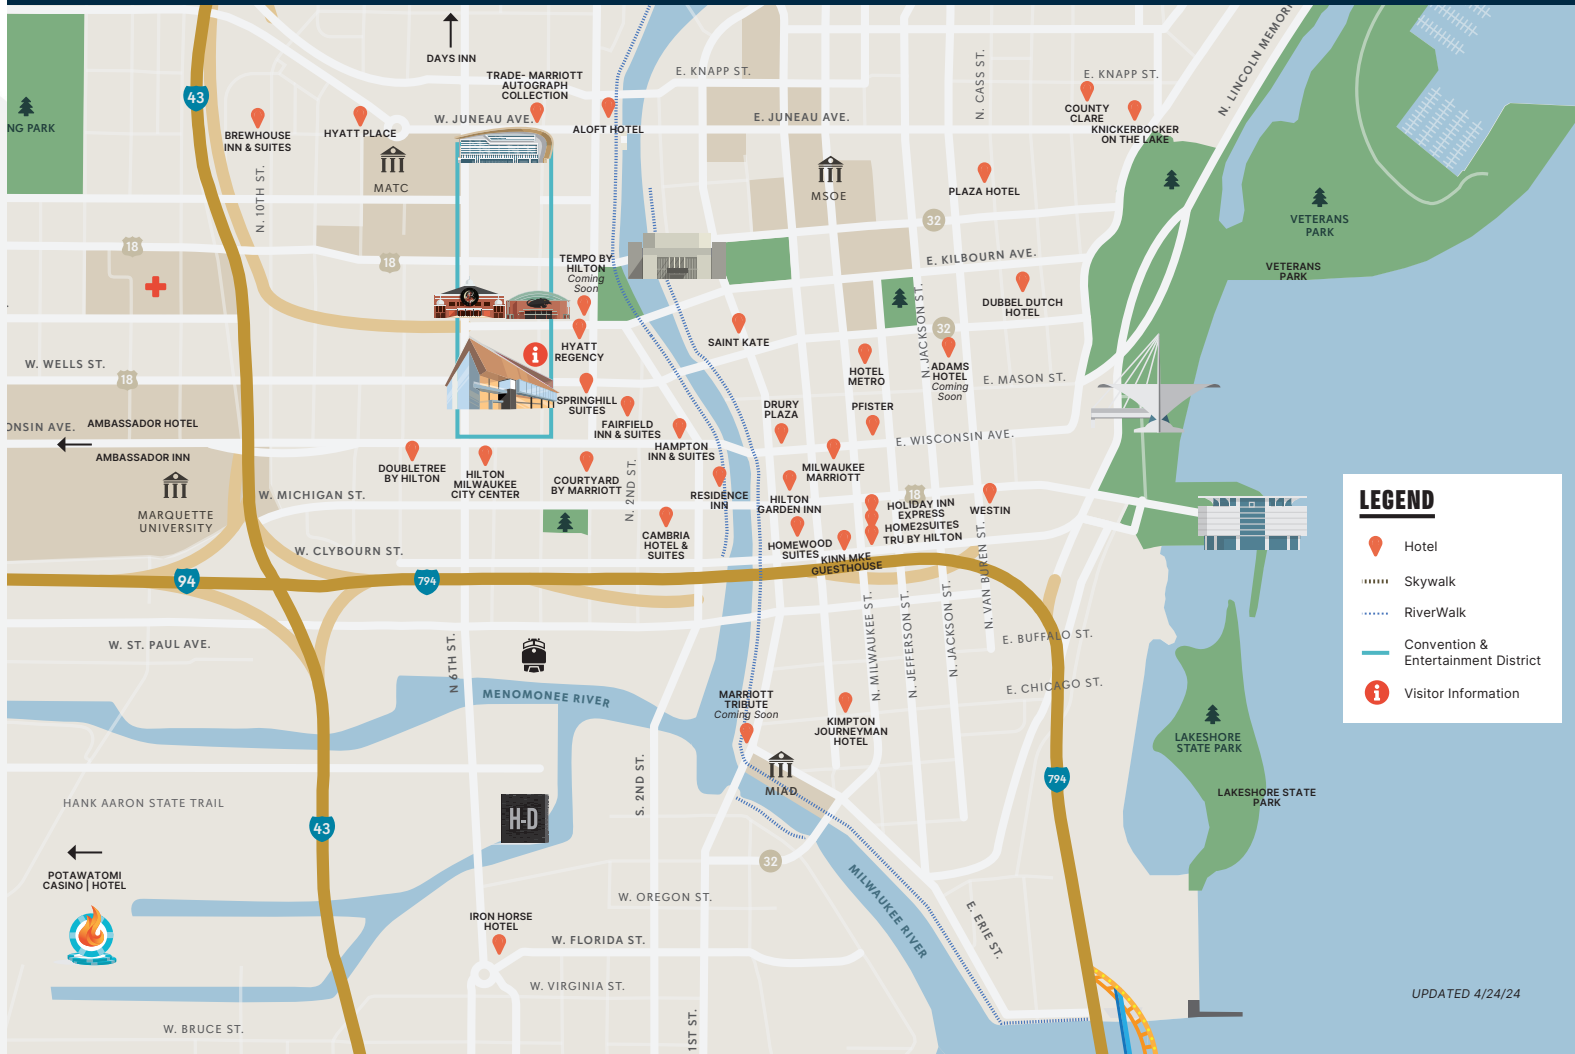 DAYS INN
E. KNAPP ST.
N. CASS ST.
E. KNAPP ST.
N. LINCOLN MEMOR
TRADE- MARRIOTT
AUTOGRAPH
COLLECTION
43
NG PARK
BREWHOUSE
INN & SUITES
HYATT PLACE
W. JUNEAU AVE.
ALOFT HOTEL
E. JUNEAU AVE.
COUNTY
CLARE
KNICKERBOCKER
ON THE LAKE
MATC
N. 10TH ST.
MSOE
PLAZA HOTEL
32
VETERANS
PARK
18
18
TEMPO BY
HILTON
Coming
Soon
E. KILBOURN AVE.
VETERANS
PARK
DUBBEL DUTCH
HOTEL
N. JACKSON ST.
32
SAINT KATE
HYATT
REGENCY
W. WELLS ST.
18
HOTEL
METRO
ADAMS
HOTEL
Coming
Soon
E. MASON ST.
SPRINGHILL
SUITES
DRURY
PLAZA
PFISTER
ONSIN AVE.
AMBASSADOR HOTEL
FAIRFIELD
INN & SUITES
HAMPTON
INN & SUITES
E. WISCONSIN AVE.
AMBASSADOR INN
DOUBLETREE
BY HILTON
HILTON
MILWAUKEE
CITY CENTER
COURTYARD
BY MARRIOTT
N. 2ND ST.
MILWAUKEE
MARRIOTT
W. MICHIGAN ST.
RESIDENCE
INN
HILTON
GARDEN INN
18
HOLIDAY INN
EXPRESS
HOME2SUITES
TRU BY HILTON
WESTIN
MARQUETTE
UNIVERSITY
CAMBRIA
HOTEL &
SUITES
HOMEWOOD
SUITES
KINN MKE
GUESTHOUSE
W. CLYBOURN ST.
N. VAN BUREN ST.
94
794
LEGEND
Hotel
Skywalk
RiverWalk
Convention &
Entertainment District
Visitor Information
W. ST. PAUL AVE.
N 6TH ST.
N. MILWAUKEE ST.
N. JEFFERSON ST.
N. JACKSON ST.
E. BUFFALO ST.
E. CHICAGO ST.
MENOMONEE RIVER
MARRIOTT
TRIBUTE
Coming Soon
KIMPTON
JOURNEYMAN
HOTEL
LAKESHORE
STATE PARK
S. 2ND ST.
MIAD
794
LAKESHORE STATE
PARK
HANK AARON STATE TRAIL
43
H-D
32
POTAWATOMI
CASINO | HOTEL
MILWAUKEE RIVER
W. OREGON ST.
E. ERIE ST.
IRON HORSE
HOTEL
W. FLORIDA ST.
W. VIRGINIA ST.
1ST ST.
W. BRUCE ST.
UPDATED 4/24/24